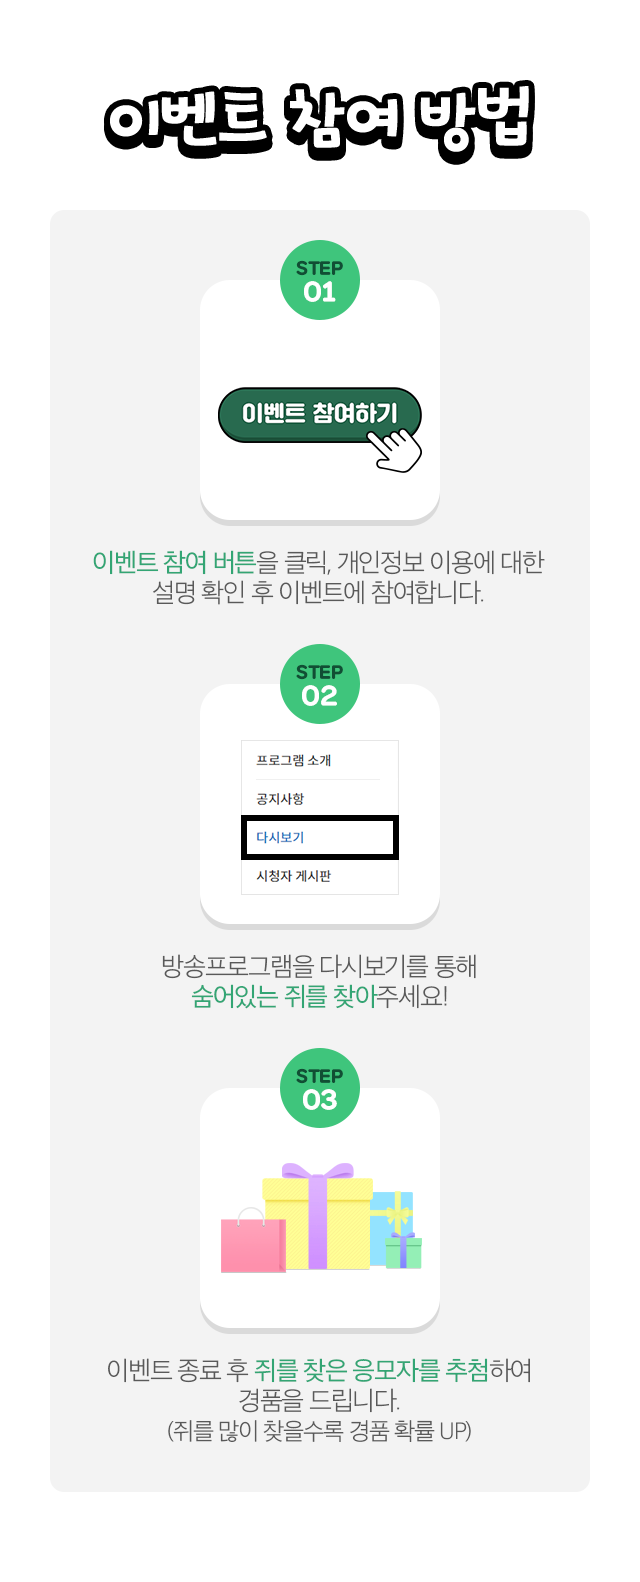 이벤트 참여 방법
STEP
01
이벤트 참여하기
이벤트 참여 버튼을 클릭, 개인정보 이용에 대한
설명 확인 후 이벤트에 참여합니다.
STEP
02
프로그램 소개
공지사항
다시보기
시청자 게시판
방송프로그램을 다시보기를 통해
숨어있는 쥐를 찾아주세요!
STEP
03
이벤트 종료 후 쥐를 찾은 응모자를 추첨하여
경품을 드립니다.
(쥐를 많이 찾을수록 경품 확률 UP)